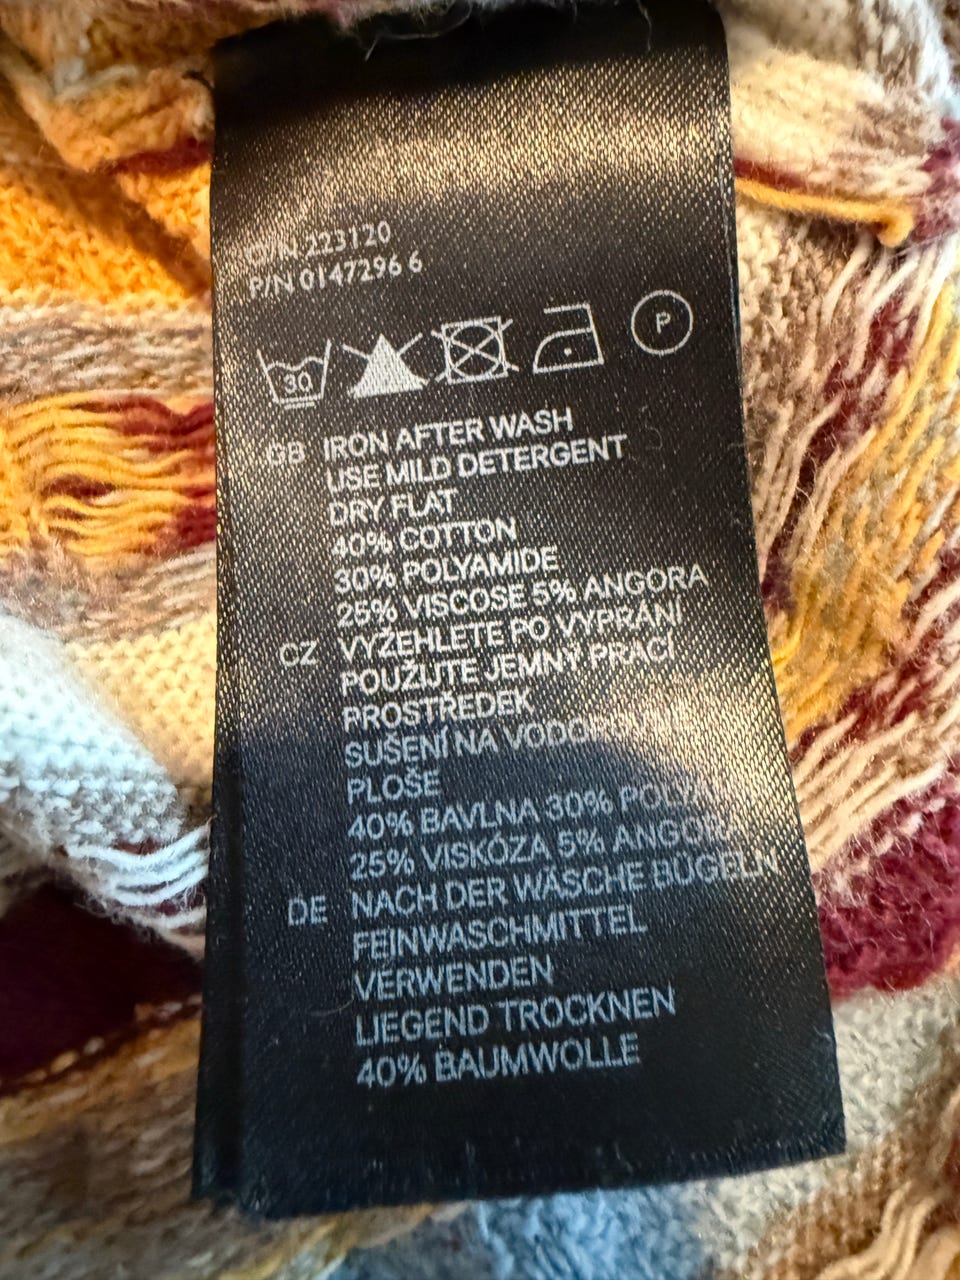 223120
P/N 01472966
30
P
GB IRON AFTER WASH
USE MILD DETERGENT
DRY FLAT
40% COTTON
30% POLYAMIDE
25% VISCOSE 5% ANGORA
CZ VYŽEHLETE PO VYPRÁNÍ
POUŽIJTE JEMNÝ PRACÍ
PROSTŘEDEK
SUŠENÍ NA
PLOŠE
40% BAVLNA 30%
25% VISKÓZA 5% ANGORA
DE NACH DER WÄSCHE BÜGELN
FEINWASCHMITTEL
VERWENDEN
LIEGEND TROCKNEN
40% BAUMWOLLE